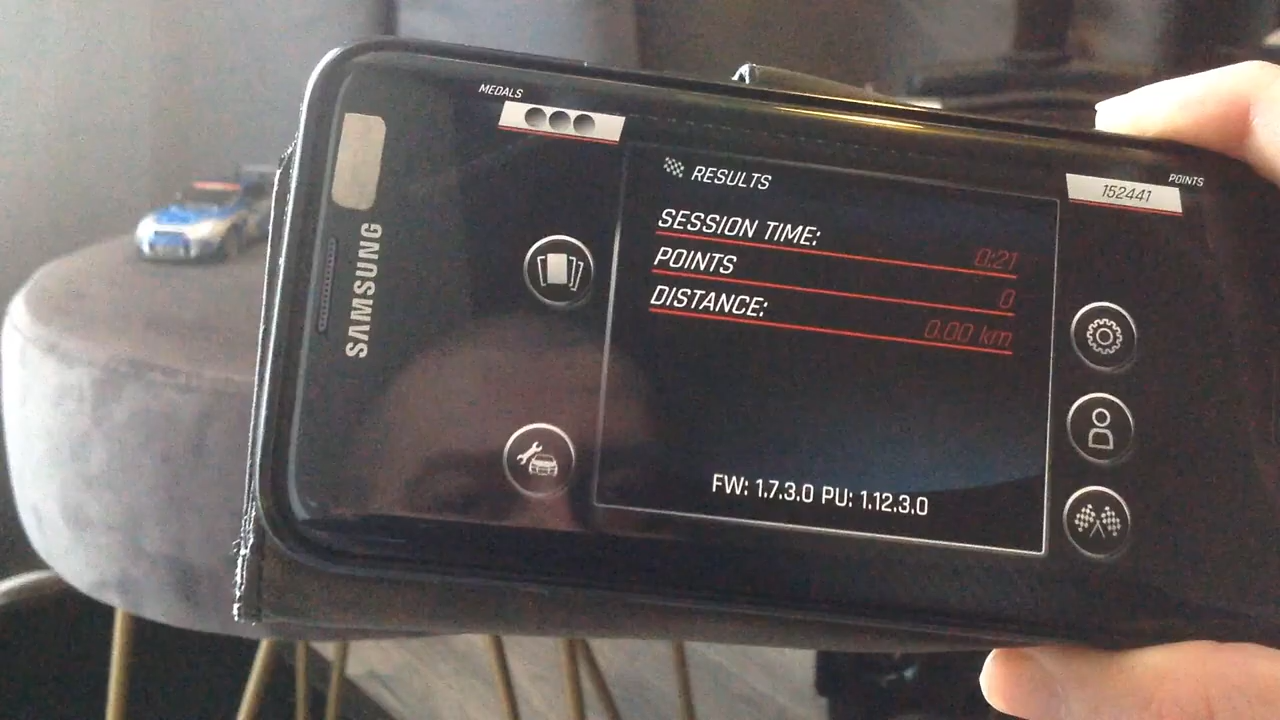 MEDALS
POINTS
152441
RESULTS
SESSION TIME: 0:21
POINTS 0
DISTANCE: 0.00 km
FW: 1.7.3.0 PU: 1.12.3.0
SAMSUNG